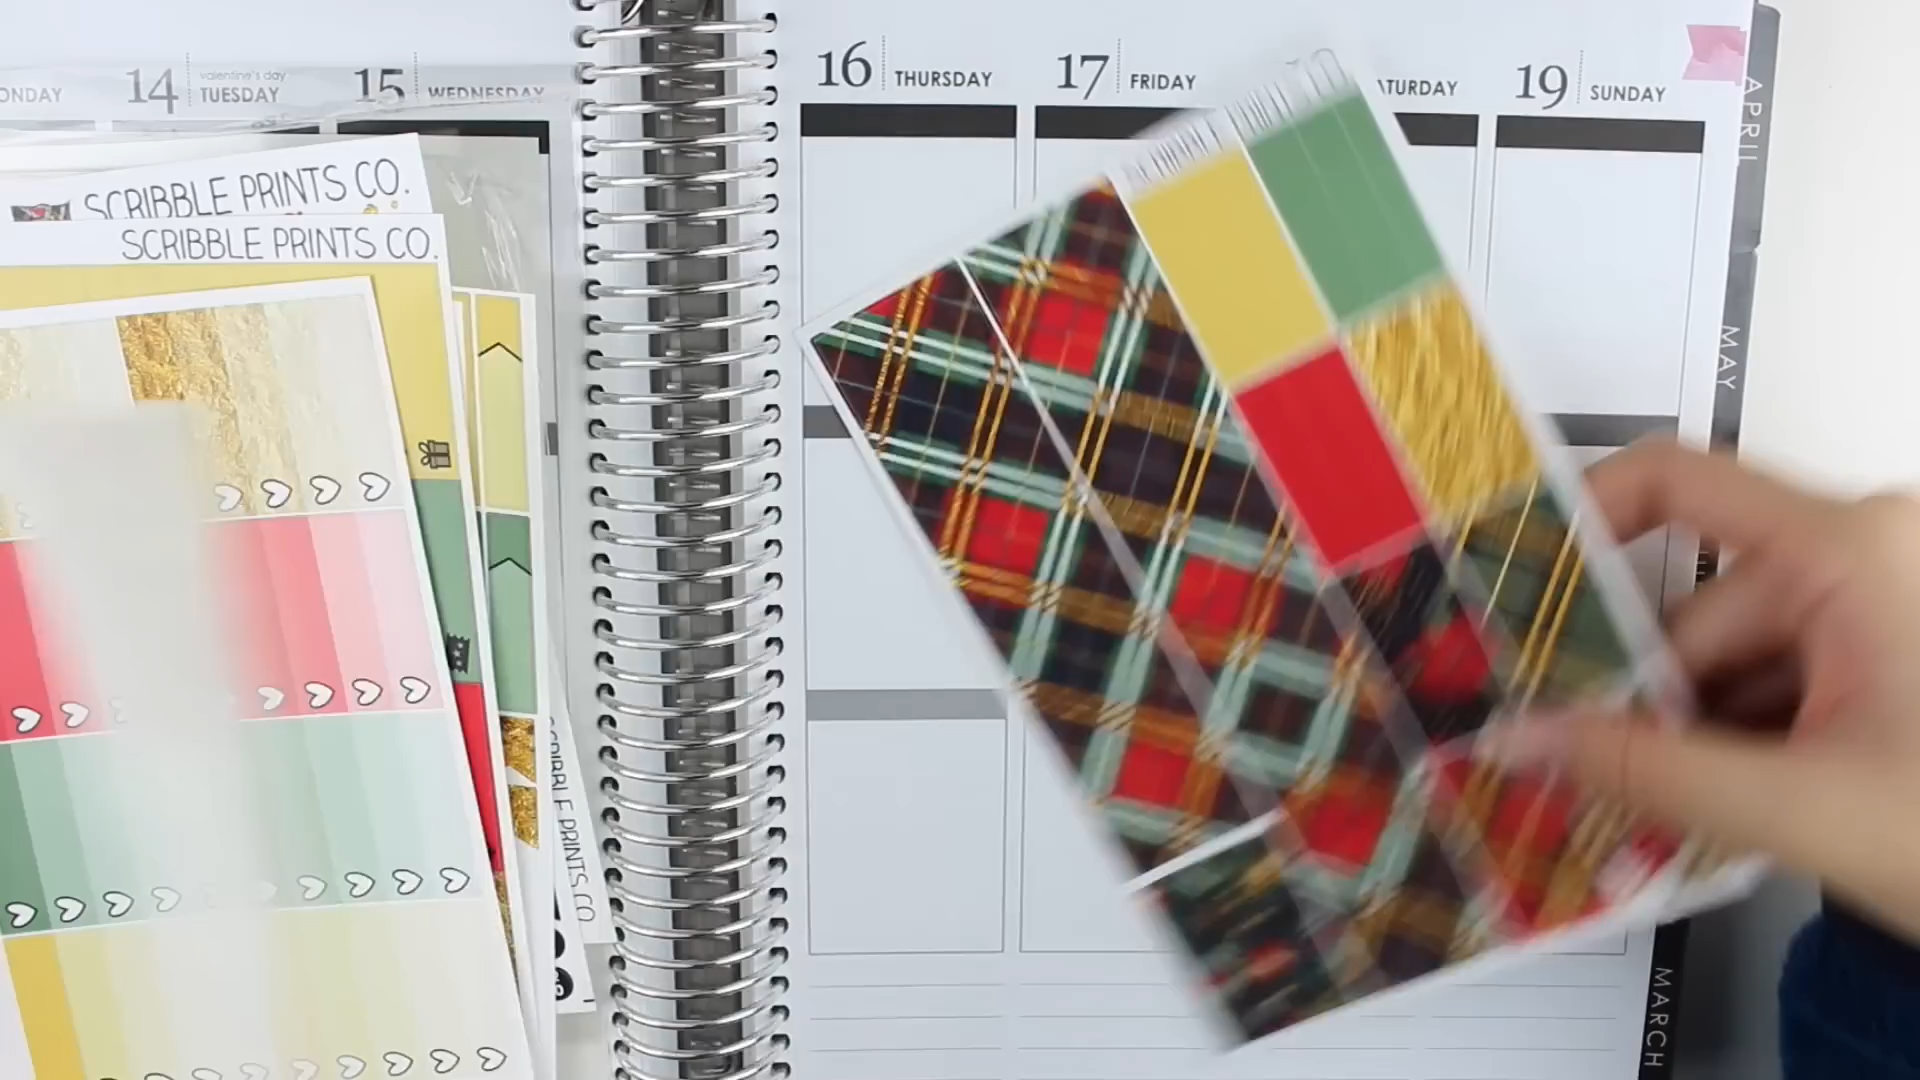 ONDAY
14
valentine's day
TUESDAY
15
WEDNESDAY
16 THURSDAY
17 FRIDAY
ATURDAY
19 SUNDAY
SCRIBBLE PRINTS CO.
SCRIBBLE PRINTS CO.
SCRIBBLE PRINTS CO
APRIL
MAY
MARCH